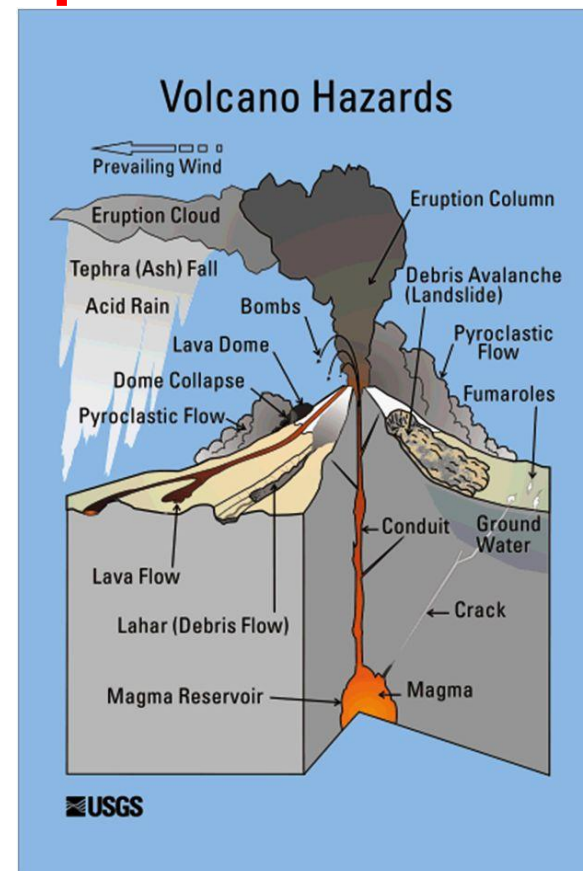 Volcano Hazards
Prevailing Wind
Eruption Cloud
Eruption Column
Tephra (Ash) Fall
Debris Avalanche
(Landslide)
Acid Rain
Bombs
Pyroclastic
Flow
Lava Dome
Dome Collapse
Fumaroles
Pyroclastic Flow
Conduit
Ground
Water
Lava Flow
Crack
Lahar (Debris Flow)
Magma Reservoir
Magma
USGS